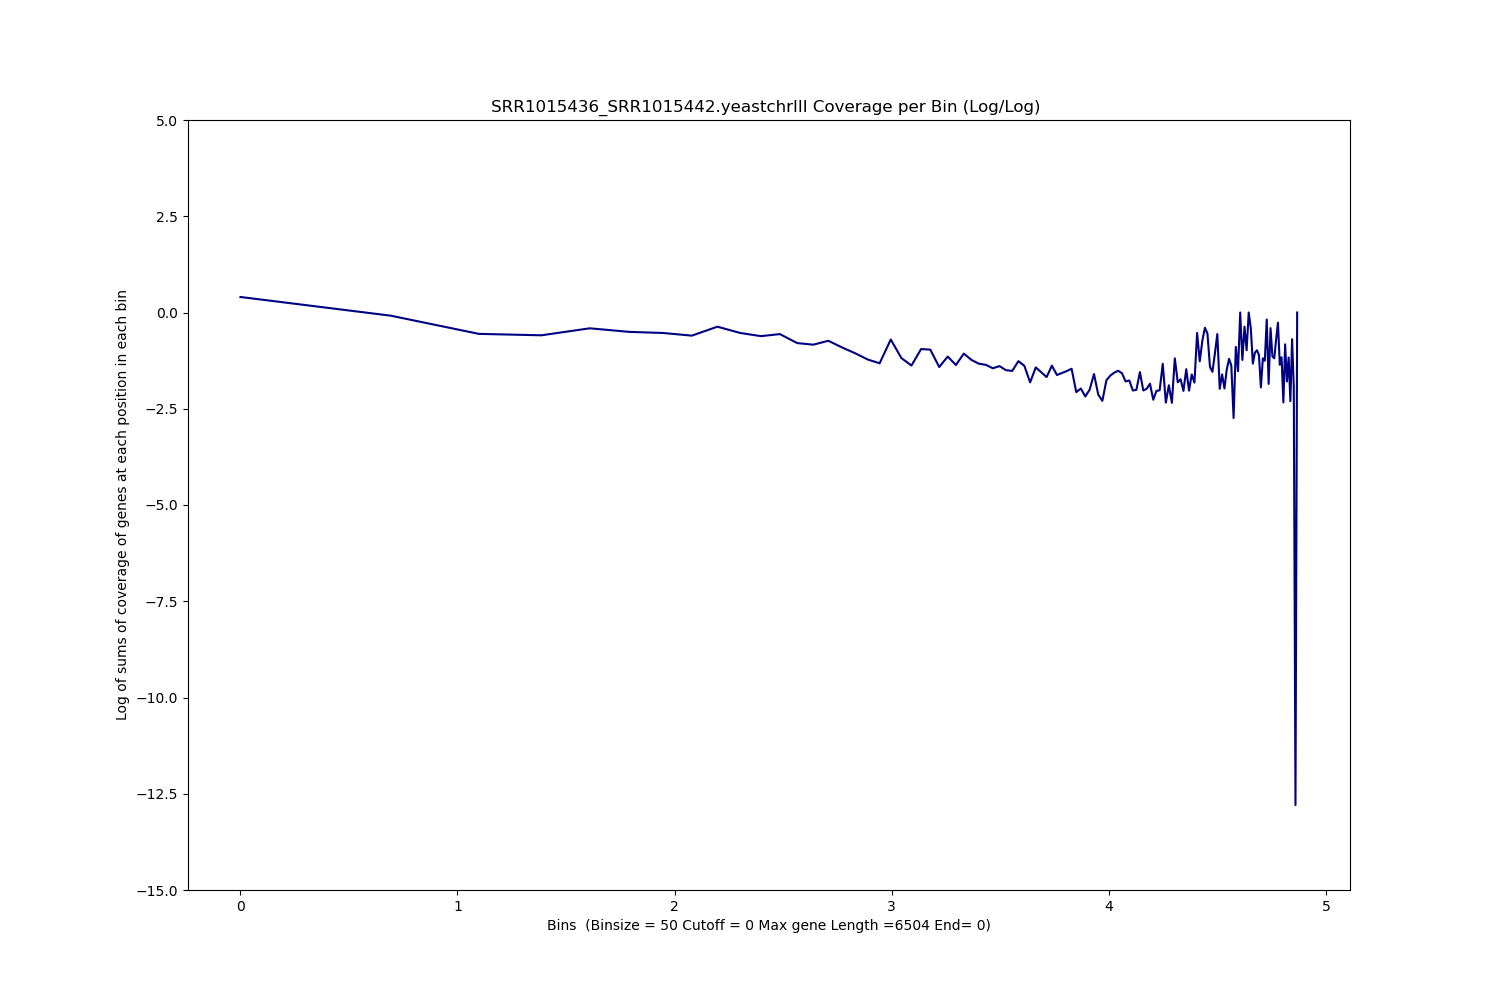 SRR1015436_SRR1015442.yeastchrIII Coverage per Bin (Log/Log)
Log of sums of coverage of genes at each position in each bin
5.0
2.5
0.0
−2.5
−5.0
−7.5
−10.0
−12.5
−15.0
0 1 2 3 4 5
Bins  (Binsize = 50 Cutoff = 0 Max gene Length =6504 End= 0)